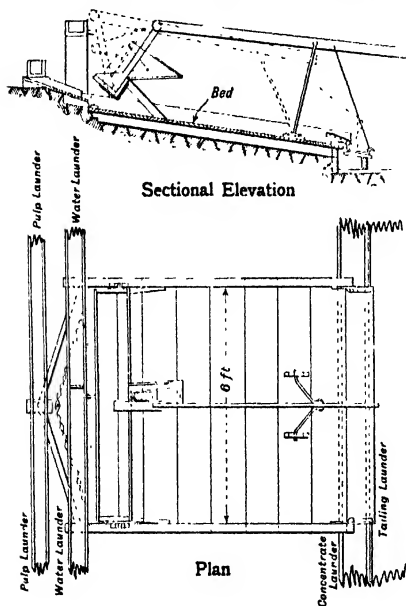 Bed
Sectional Elevation
Pulp Launder
Water Launder
6 ft
Pulp Launder
Water Launder
Plan
Concentrate
Launder
Tailing Launder